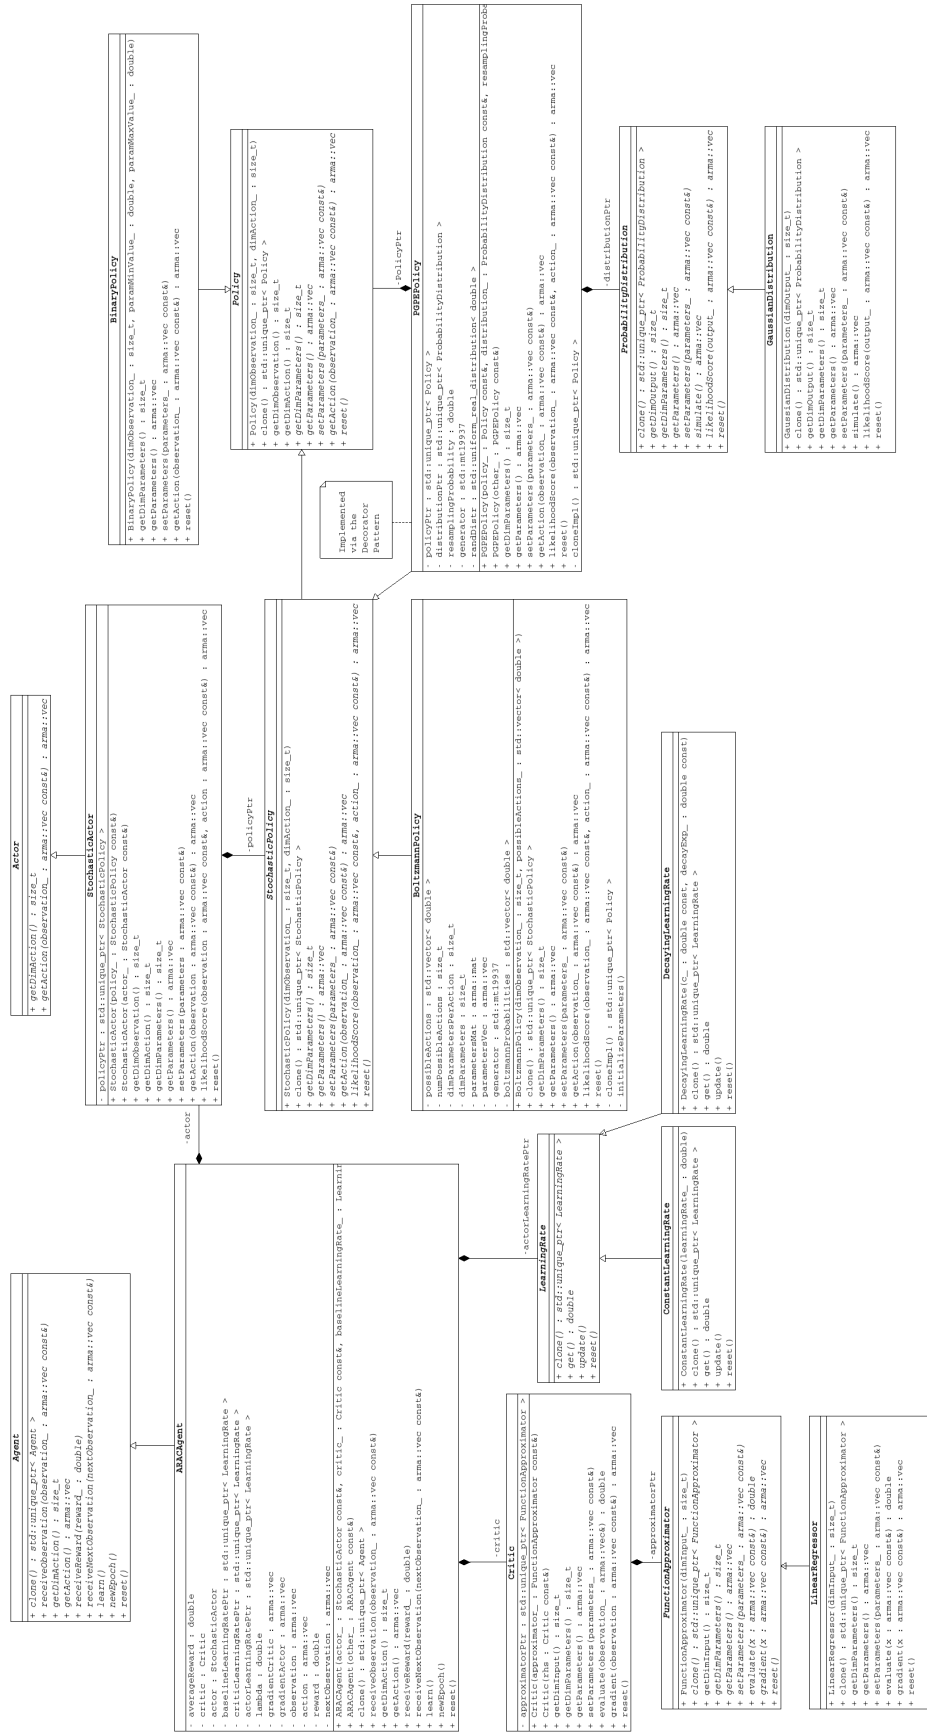 Agent
+ clone() : std::unique_ptr< Agent >
+ receiveObservation(observation_ : arma::vec const&)
+ getDimAction() : size_t
+ getAction() : arma::vec
+ receiveReward(reward_ : double)
+ receiveNextObservation(nextObservation_ : arma::vec const&)
+ learn()
+ newEpoch()
+ reset()
ARACAgent
- averageReward : double
- critic : Critic
- actor : StochasticActor
- baselineLearningRatePtr : std::unique_ptr< LearningRate >
- criticLearningRatePtr : std::unique_ptr< LearningRate >
- actorLearningRatePtr : std::unique_ptr< LearningRate >
- lambda : double
- gradientCritic : arma::vec
- gradientActor : arma::vec
- observation : arma::vec
- action : arma::vec
- reward : double
- nextObservation : arma::vec
+ ARACAgent(actor_ : StochasticActor const&, critic_ : Critic const&, baselineLearningRate_ :
+ ARACAgent(other_ : ARACAgent const&)
+ clone() : std::unique_ptr< Agent >
+ receiveObservation(observation_ : arma::vec const&)
+ getDimAction() : size_t
+ getAction() : arma::vec
+ receiveReward(reward_ : double)
+ receiveNextObservation(nextObservation_ : arma::vec const&)
+ learn()
+ newEpoch()
+ reset()
-critic
Critic
- approximatorPtr : std::unique_ptr< FunctionApproximator >
+ Critic(approximator_ : FunctionApproximator const&)
+ Critic(rhs_ : Critic const&)
+ getDimInput() : size_t
+ getDimParameters() : size_t
+ getParameters() : arma::vec
+ setParameters(parameters_ : arma::vec const&)
+ evaluate(observation_ : arma::vec&) : double
+ gradient(observation_ : arma::vec const&) : arma::vec
+ reset()
-approximatorPtr
FunctionApproximator
+ FunctionApproximator(dimInput_ : size_t)
+ clone() : std::unique_ptr< FunctionApproximator >
+ getDimInput() : size_t
+ getDimParameters() : size_t
+ getParameters() : arma::vec
+ setParameters(parameters_ : arma::vec const&)
+ evaluate(x : arma::vec const&) : double
+ gradient(x : arma::vec const&) : arma::vec
+ reset()
LinearRegressor
+ LinearRegressor(dimInput_ : size_t)
+ clone() : std::unique_ptr< FunctionApproximator >
+ getDimParameters() : size_t
+ getParameters() : arma::vec
+ setParameters(parameters_ : arma::vec const&)
+ evaluate(x : arma::vec const&) : double
+ gradient(x : arma::vec const&) : arma::vec
+ reset()
-actorLearningRatePtr
LearningRate
+ clone() : std::unique_ptr< LearningRate >
+ get() : double
+ update()
+ reset()
ConstantLearningRate
+ ConstantLearningRate(learningRate_ : double)
+ clone() : std::unique_ptr< LearningRate >
+ get() : double
+ update()
+ reset()
DecayingLearningRate
+ DecayingLearningRate(c_ : double const, decayExp_ : double const)
+ clone() : std::unique_ptr< LearningRate >
+ get() : double
+ update()
+ reset()
Actor
+ getDimAction() : size_t
+ getAction(observation_ : arma::vec const&) : arma::vec
-actor
StochasticActor
- policyPtr : std::unique_ptr< StochasticPolicy >
+ StochasticActor(policy_ : StochasticPolicy const&)
+ StochasticActor(actor_ : StochasticActor const&)
+ getDimObservation() : size_t
+ getDimAction() : size_t
+ getDimParameters() : size_t
+ getParameters() : arma::vec
+ setParameters(parameters : arma::vec const&)
+ getAction(observation : arma::vec const&) : arma::vec
+ likelihoodScore(observation : arma::vec const&, action : arma::vec const&) : arma::vec
+ reset()
-policyPtr
StochasticPolicy
+ StochasticPolicy(dimObservation_ : size_t, dimAction_ : size_t)
+ clone() : std::unique_ptr< StochasticPolicy >
+ getDimParameters() : size_t
+ getParameters() : arma::vec
+ setParameters(parameters_ : arma::vec const&)
+ getAction(observation_ : arma::vec const&) : arma::vec
+ likelihoodScore(observation_ : arma::vec const&, action_ : arma::vec const&) : arma::vec
+ reset()
BoltzmannPolicy
- possibleActions : std::vector< double >
- numPossibleActions : size_t
- dimParametersPerAction : size_t
- dimParameters : size_t
- parametersMat : arma::mat
- parametersVec : arma::vec
- generator : std::mt19937
- boltzmannProbabilities : std::vector< double >
+ BoltzmannPolicy(dimObservation_ : size_t, possibleActions_ : std::vector< double >)
+ clone() : std::unique_ptr< StochasticPolicy
+ getDimParameters() : size_t
+ getParameters() : arma::vec
+ setParameters(parameters_ : arma::vec const&)
+ getAction(observation_ : arma::vec const&) : arma::vec
+ likelihoodScore(observation_ : arma::vec const&, action_ : arma::vec const&) : arma::vec
+ reset()
- cloneImpl() : std::unique_ptr< Policy >
- initializeParameters()
BinaryPolicy
+ BinaryPolicy(dimObservation_ : size_t, paramMinValue_ : double, paramMaxValue_ : double)
+ getDimParameters() : size_t
+ getParameters() : arma::vec
+ setParameters(parameters_ : arma::vec const&)
+ getAction(observation_ : arma::vec const&) : arma::vec
+ reset()
Policy
+ Policy(dimObservation_ : size_t, dimAction_ : size_t)
+ clone() : std::unique_ptr< Policy >
+ getDimObservation() : size_t
+ getDimAction() : size_t
+ getDimParameters() : size_t
+ getParameters() : arma::vec
+ setParameters(parameters_ : arma::vec const&)
+ getAction(observation_ : arma::vec const&) : arma::vec
+ reset()
Implemented
via the
Decorator
Pattern
-PolicyPtr
PGPEPolicy
- policyPtr : std::unique_ptr< Policy >
- distributionPtr : std::unique_ptr< ProbabilityDistribution >
- resamplingProbability : double
- generator : std::mt19937
- randDistr : std::uniform_real_distribution< double >
+ PGPEPolicy(policy_ : Policy const&, distribution_ : ProbabilityDistribution const&, resamplingProbe
+ PGPEPolicy(other_ : PGPEPolicy const&)
+ getDimParameters() : size_t
+ getParameters() : arma::vec
+ setParameters(parameters_ : arma::vec const&)
+ getAction(observation_ : arma::vec const&) : arma::vec
+ likelihoodScore(observation_ : arma::vec const&, action_ : arma::vec const&) : arma::vec
+ reset()
- cloneImpl() : std::unique_ptr< Policy >
-distributionPtr
ProbabilityDistribution
+ clone() : std::unique_ptr< ProbabilityDistribution >
+ getDimOutput() : size_t
+ getDimParameters() : size_t
+ getParameters() : arma::vec
+ setParameters(parameters_ : arma::vec const&)
+ simulate() : arma::vec
+ likelihoodScore(output_ : arma::vec const&) : arma::vec
+ reset()
GaussianDistribution
+ GaussianDistribution(dimOutput_ : size_t)
+ clone() : std::unique_ptr< ProbabilityDistribution >
+ getDimOutput() : size_t
+ getDimParameters() : size_t
+ getParameters() : arma::vec
+ setParameters(parameters_ : arma::vec const&)
+ simulate() : arma::vec
+ likelihoodScore(output_ : arma::vec const&) : arma::vec
+ reset()